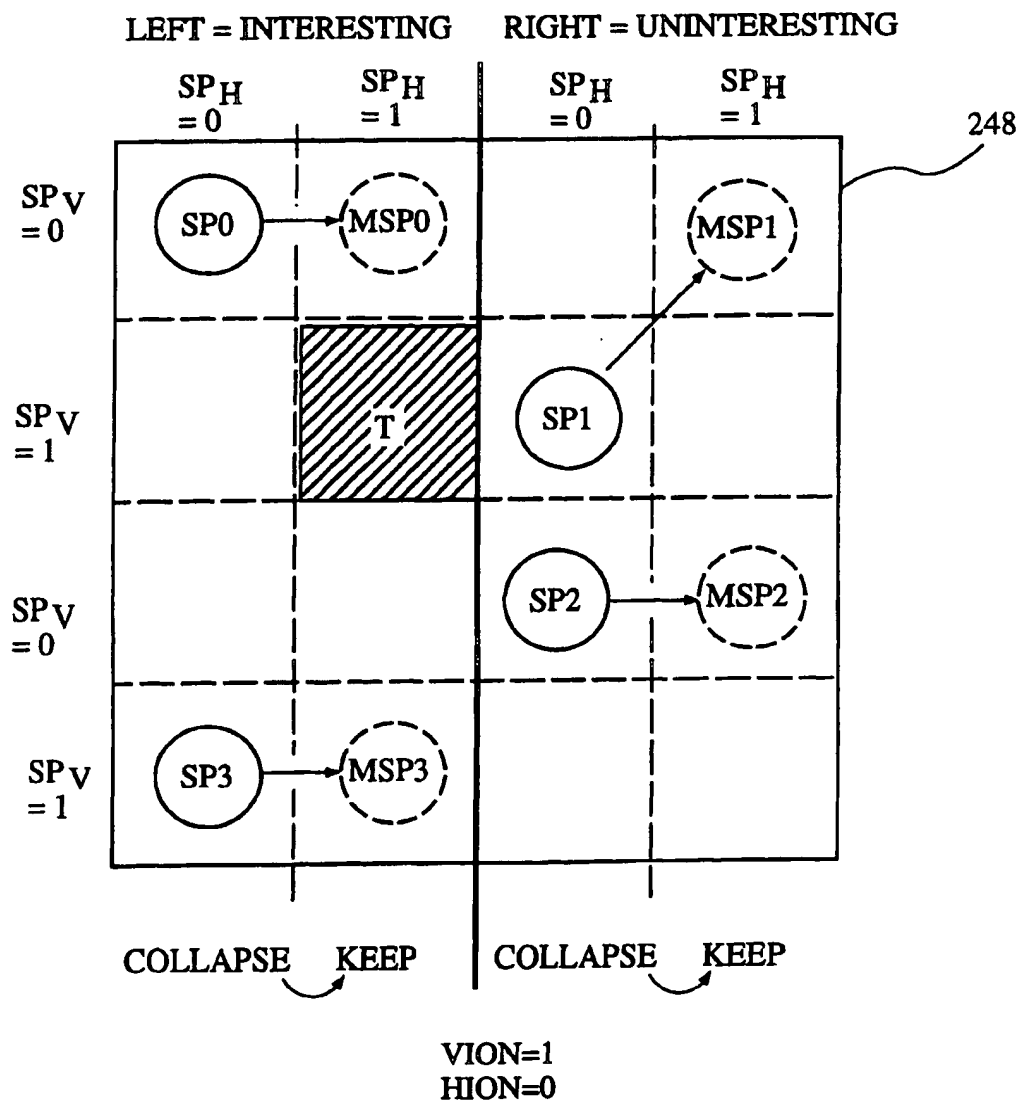 LEFT = INTERESTING RIGHT = UNINTERESTING
SP H = 0 SP H = 1 SP H = 0 SP H = 1
248
SP V = 0
SP0 MSP0 MSP1
SP V = 1
T SP1
SP V = 0
SP2 MSP2
SP V = 1
SP3 MSP3
COLLAPSE KEEP COLLAPSE KEEP
VION=1
HION=0